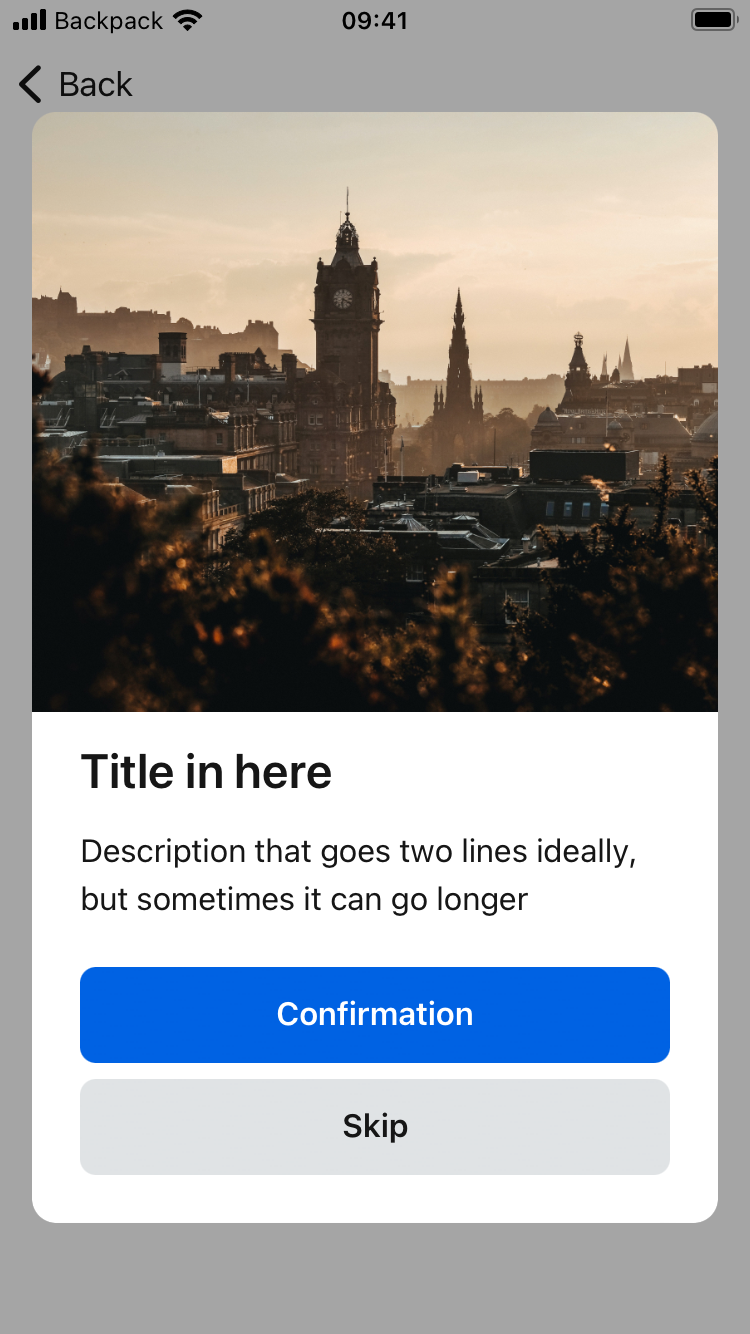 Backpack
09:41
Back
Title in here
Description that goes two lines ideally,
but sometimes it can go longer
Confirmation
Skip